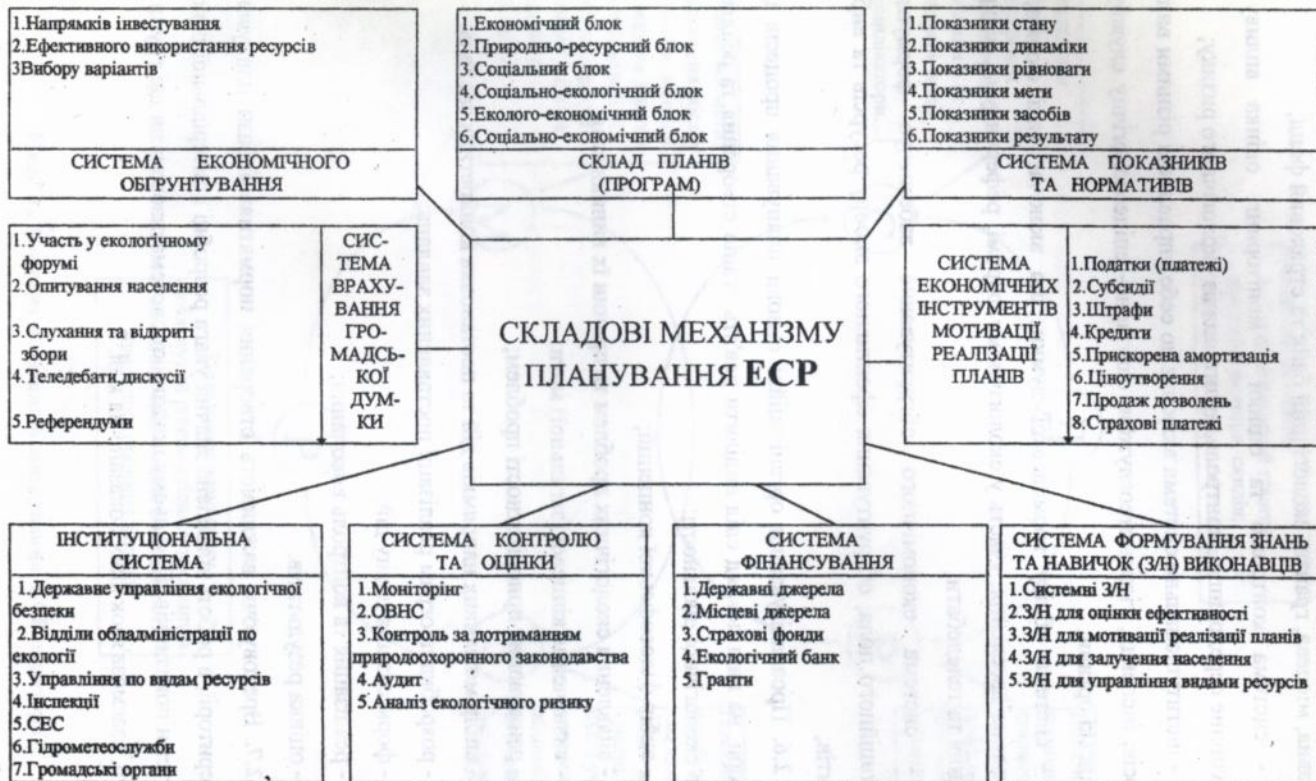 1.Напрямків інвестування
2.Ефективного використання ресурсів
3Вибору варіантів
СИСТЕМА ЕКОНОМІЧНОГО
ОБГРУНТУВАННЯ
1.Економічний блок
2.Природньо-ресурсний блок
3.Соціальний блок
4.Соціально-екологічний блок
5.Еколого-економічний блок
6.Соціально-економічний блок
СКЛАД ПЛАНІВ
(ПРОГРАМ)
1.Показники стану
2.Показники динаміки
3.Показники рівноваги
4.Показники мети
5.Показники засобів
6.Показники результату
СИСТЕМА ПОКАЗНИКІВ
ТА НОРМАТИВІВ
1.Участь у екологічному
форумі
2.Опитування населення
3.Слухання та відкриті
збори
4.Теледебати,дискусії
5.Референдуми
СИС-
ТЕМА
ВРАХУ-
ВАННЯ
ГРО-
МАДСЬ-
КОЇ
ДУМ-
КИ
СКЛАДОВІ МЕХАНІЗМУ
ПЛАНУВАННЯ ЕСР
СИСТЕМА
ЕКОНОМІЧНИХ
ІНСТРУМЕНТІВ
МОТИВАЦІЇ
РЕАЛІЗАЦІЇ
ПЛАНІВ
1.Податки (платежі)
2.Субсидії
3.Штрафи
4.Кредити
5.Прискорена амортизація
6.Ціноутворення
7.Продаж дозволень
8.Страхові платежі
ІНСТИТУЦІОНАЛЬНА
СИСТЕМА
1.Державне управління екологічної
безпеки
2.Відділи обладміністрації по
екології
3.Управління по видам ресурсів
4.Інспекції
5.СЕС
6.Гідрометеослужби
7.Громадські органи
СИСТЕМА КОНТРОЛЮ
ТА ОЦІНКИ
1.Моніторінг
2.ОВНС
3.Контроль за дотриманням
природоохоронного законодавства
4.Аудит
5.Аналіз екологічного ризику
СИСТЕМА
ФІНАНСУВАННЯ
1.Державні джерела
2.Місцеві джерела
3.Страхові фонди
4.Екологічний банк
5.Гранти
СИСТЕМА ФОРМУВАННЯ ЗНАНЬ
ТА НАВИЧОК (З/Н) ВИКОНАВЦІВ
1.Системні З/Н
2.З/Н для оцінки ефективності
3.З/Н для мотивації реалізації планів
4.З/Н для залучення населення
5.З/Н для управління видами ресурсів